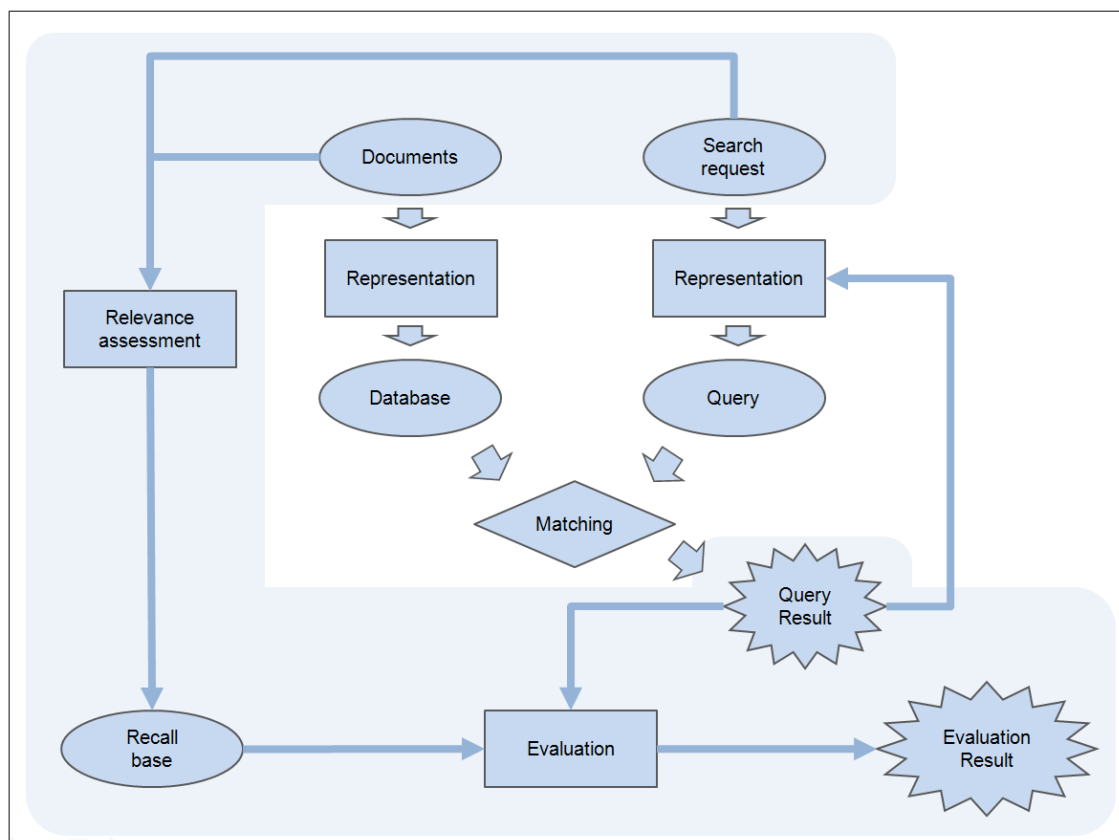 Documents
Search
request
Representation
Representation
Relevance
assessment
Database
Query
Matching
Query
Result
Recall
base
Evaluation
Evaluation
Result